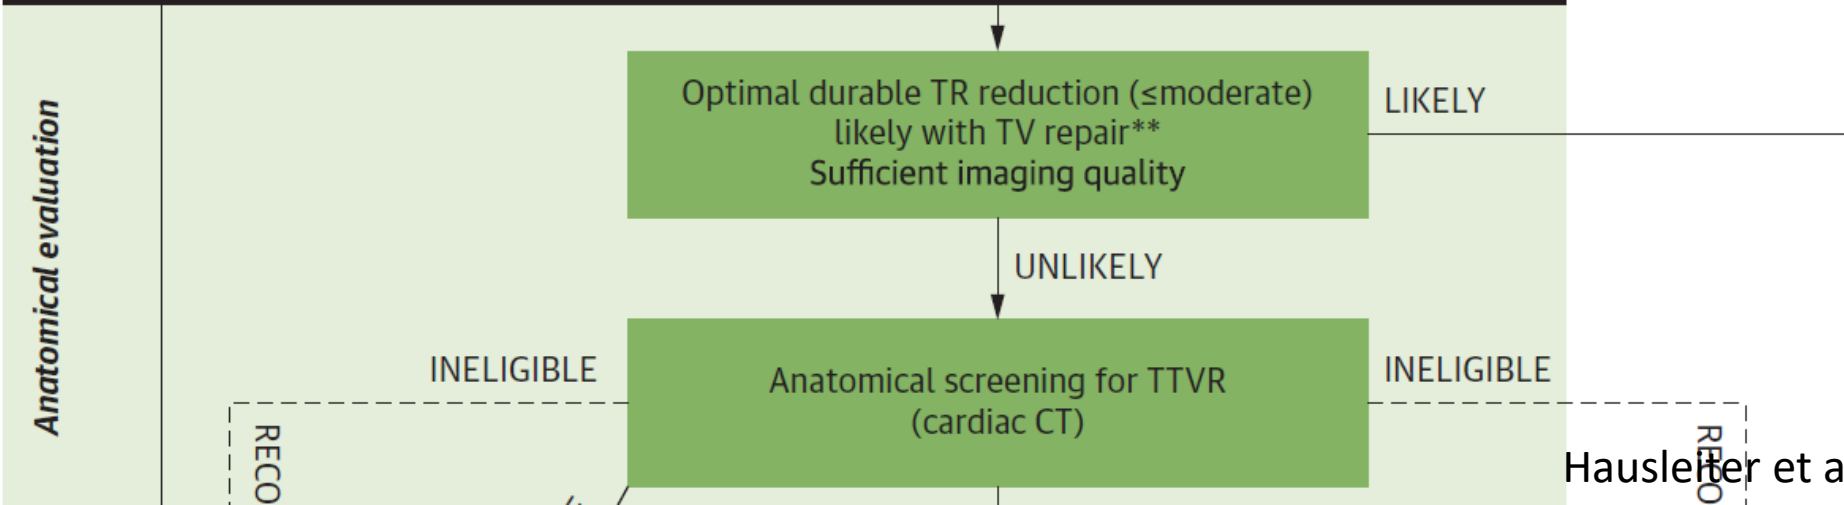 Anatomical evaluation
Optimal durable TR reduction (≤moderate)
likely with TV repair**
Sufficient imaging quality
LIKELY
UNLIKELY
INELIGIBLE
Anatomical screening for TTVR
(cardiac CT)
INELIGIBLE
RECO
RECO
Hausleiter et a